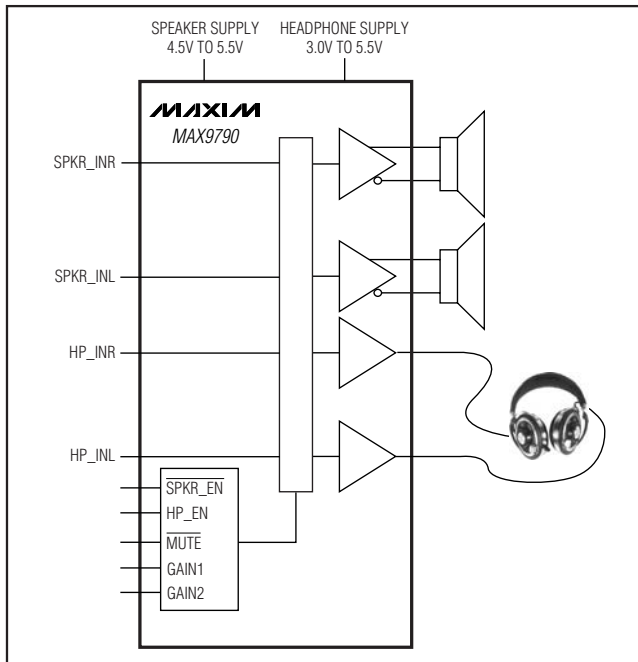 SPEAKER SUPPLY
4.5V TO 5.5V
HEADPHONE SUPPLY
3.0V TO 5.5V
MAXIM
MAX9790
SPKR_INR
SPKR_INL
HP_INR
HP_INL
SPKR_EN
HP_EN
MUTE
GAIN1
GAIN2